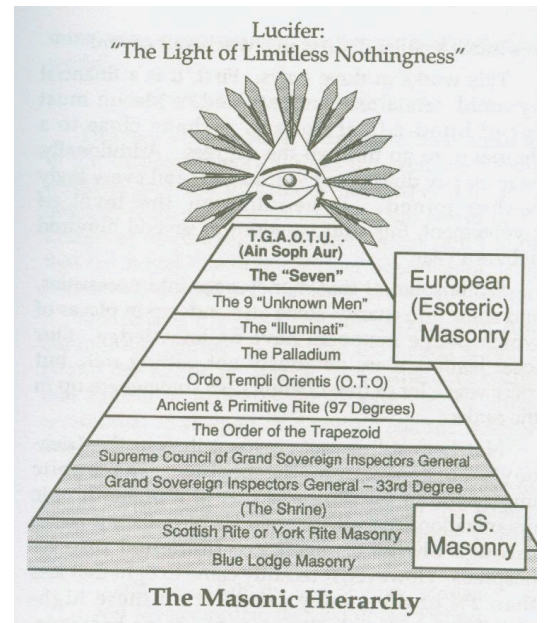 Lucifer:
"The Light of Limitless Nothingness"
T.G.A.O.T.U.
(Ain Soph Aur)
The "Seven"
The 9 "Unknown Men"
The "Illuminati"
The Palladium
Ordo Templi Orientis (O.T.O)
Ancient & Primitive Rite (97 Degrees)
The Order of the Trapezoid
European
(Esoteric)
Masonry
Supreme Council of Grand Sovereign Inspectors General
Grand Sovereign Inspectors General – 33rd Degree
(The Shrine)
Scottish Rite or York Rite Masonry
Blue Lodge Masonry
U.S.
Masonry
The Masonic Hierarchy